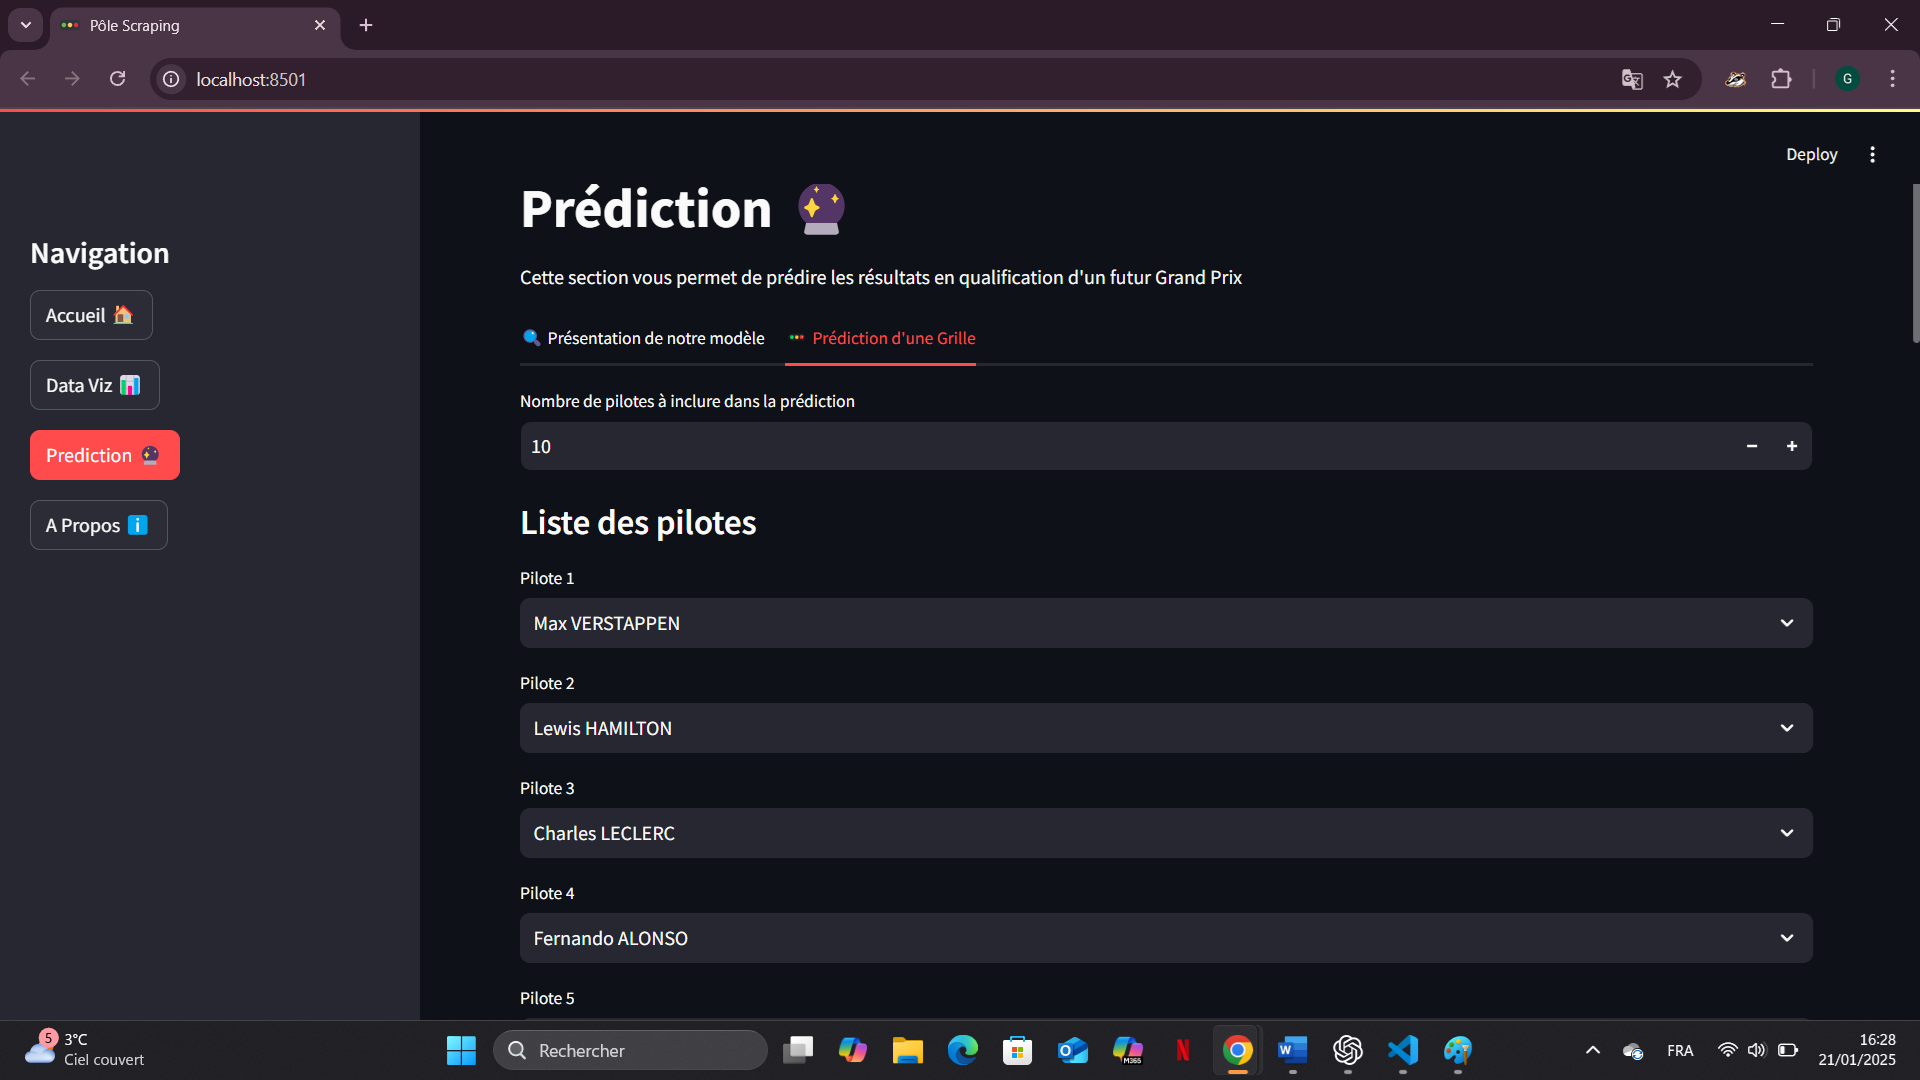 Pôle Scraping
localhost:8501
G
Deploy
Navigation
Accueil
Data Viz
Prediction
A Propos
Prédiction
Cette section vous permet de prédire les résultats en qualification d'un futur Grand Prix
Présentation de notre modèle
Prédiction d'une Grille
Nombre de pilotes à inclure dans la prédiction
10
Liste des pilotes
Pilote 1
Max VERSTAPPEN
Pilote 2
Lewis HAMILTON
Pilote 3
Charles LECLERC
Pilote 4
Fernando ALONSO
Pilote 5
5
3°C
Ciel couvert
Rechercher
M365
FRA
16:28
21/01/2025